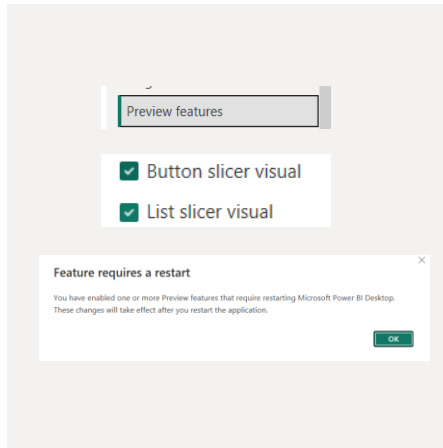 Preview features
Button slicer visual
List slicer visual
Feature requires a restart
You have enabled one or more Preview features that require restarting Microsoft Power BI Desktop.
These changes will take effect after you restart the application.
OK